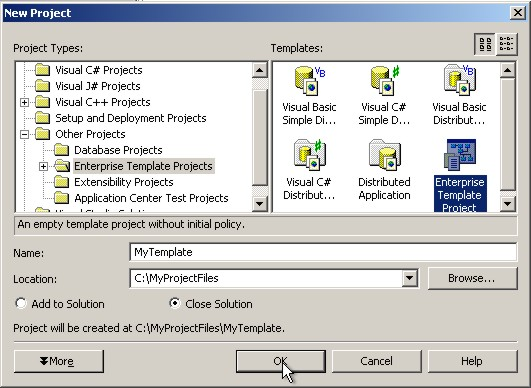 New Project
Project Types:
Templates:
Visual C# Projects
Visual J# Projects
Visual C++ Projects
Setup and Deployment Projects
Other Projects
Database Projects
Enterprise Template Projects
Extensibility Projects
Application Center Test Projects
Visual Basic
Simple Di...
Visual C#
Simple D...
Visual Basic
Distribut...
Visual C#
Distribut...
Distributed
Application
Enterprise
Template
Project
An empty template project without initial policy.
Name:
MyTemplate
Location:
C:\MyProjectFiles
Browse...
Add to Solution
Close Solution
Project will be created at C:\MyProjectFiles\MyTemplate.
More
OK
Cancel
Help